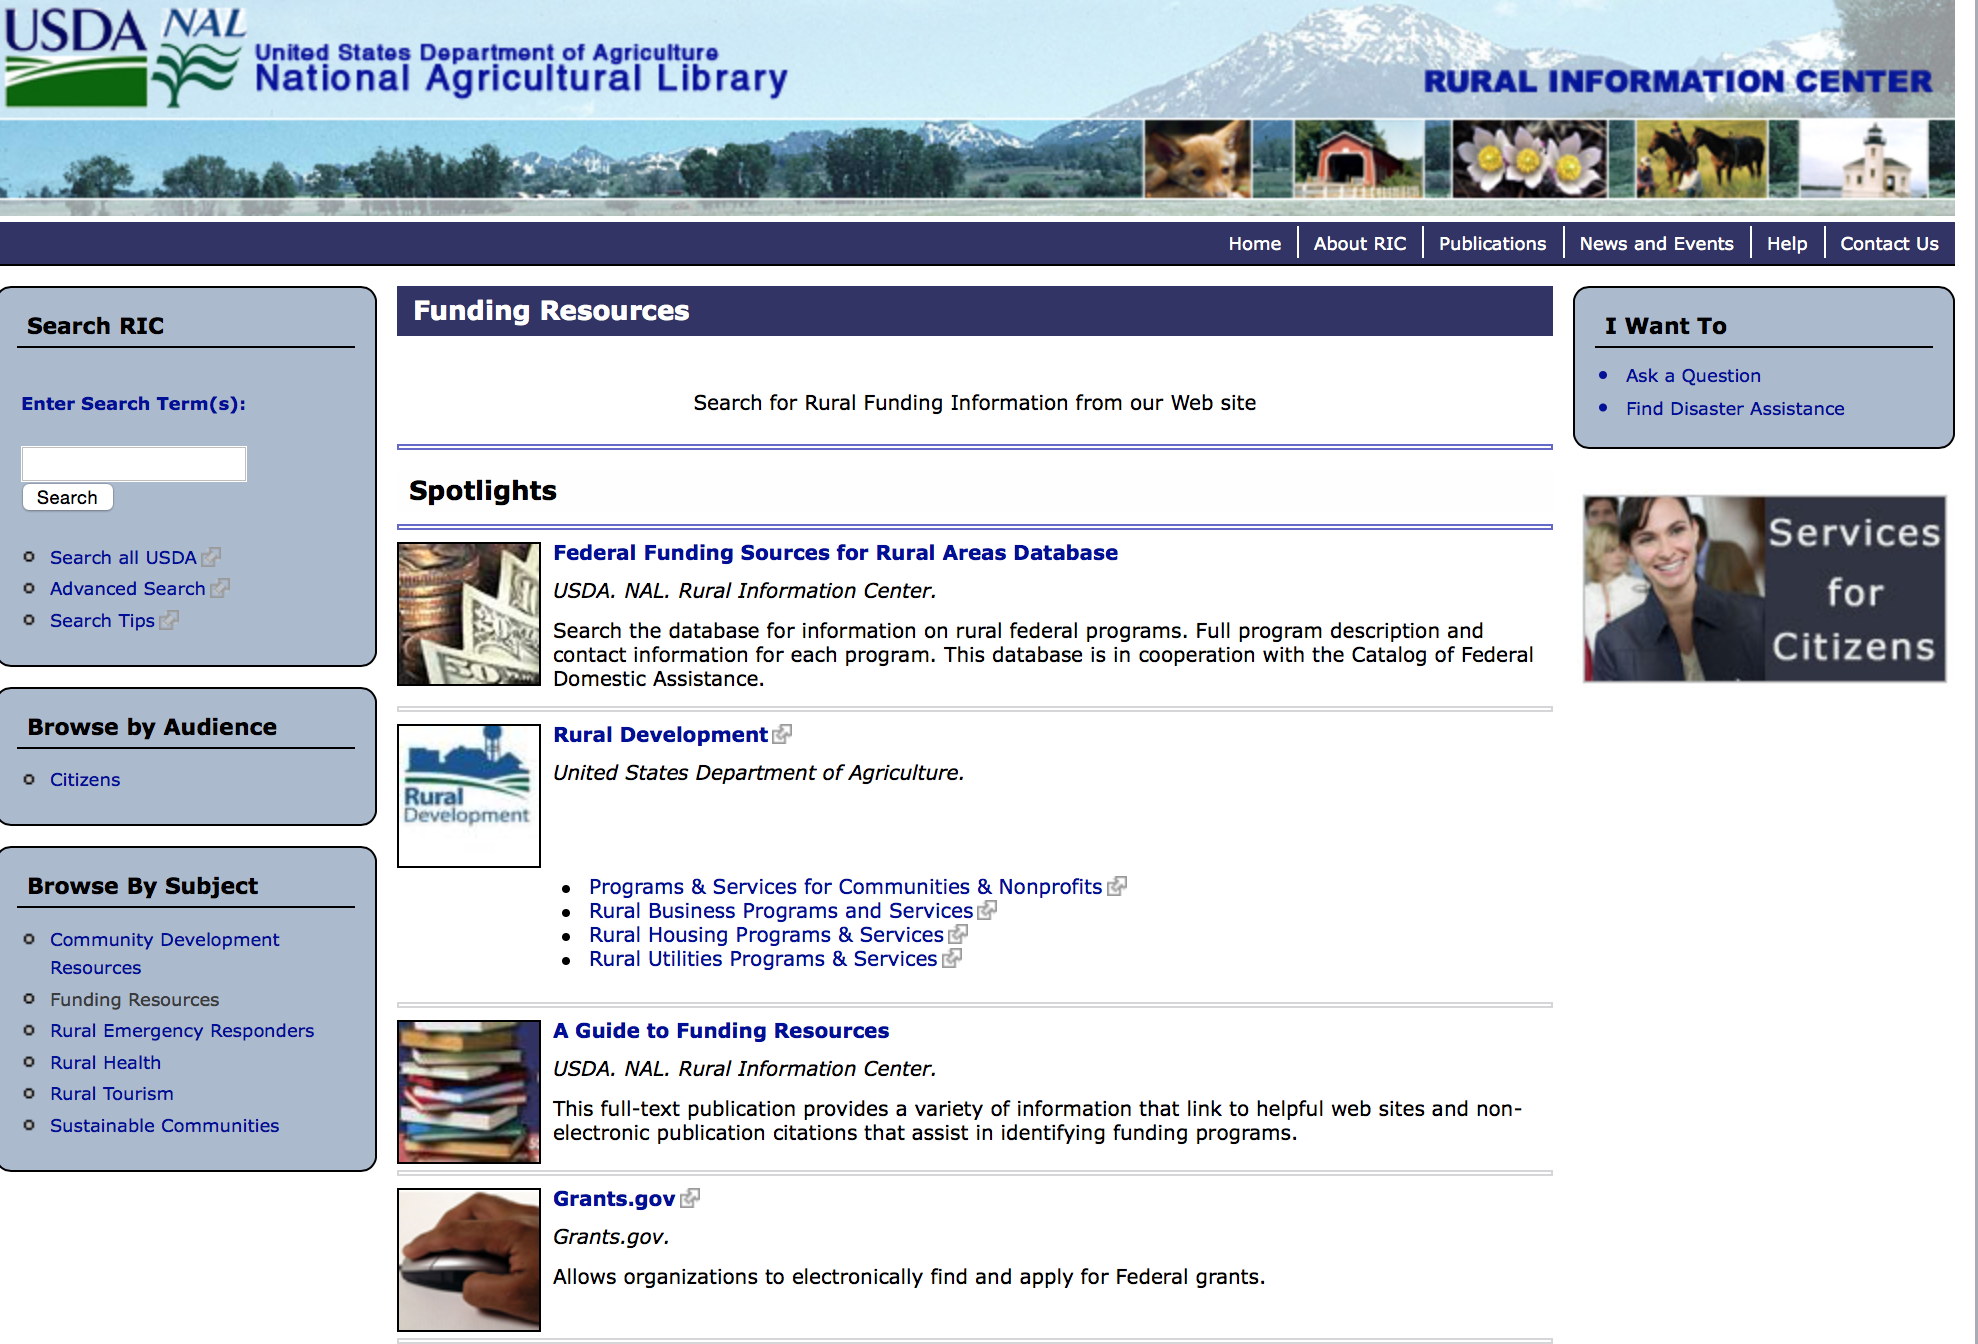 USDA NAL
United States Department of Agriculture
National Agricultural Library
RURAL INFORMATION CENTER
Home About RIC Publications News and Events Help Contact Us
Search RIC
Enter Search Term(s):
Search
Search all USDA
Advanced Search
Search Tips
Browse by Audience
Citizens
Browse By Subject
Community Development
Resources
Funding Resources
Rural Emergency Responders
Rural Health
Rural Tourism
Sustainable Communities
Funding Resources
Search for Rural Funding Information from our Web site
Spotlights
Federal Funding Sources for Rural Areas Database
USDA. NAL. Rural Information Center.
Search the database for information on rural federal programs. Full program description and
contact information for each program. This database is in cooperation with the Catalog of Federal
Domestic Assistance.
Rural
Development
Rural Development
United States Department of Agriculture.
Programs & Services for Communities & Nonprofits
Rural Business Programs and Services
Rural Housing Programs & Services
Rural Utilities Programs & Services
A Guide to Funding Resources
USDA. NAL. Rural Information Center.
This full-text publication provides a variety of information that link to helpful web sites and non-
electronic publication citations that assist in identifying funding programs.
Grants.gov
Grants.gov.
Allows organizations to electronically find and apply for Federal grants.
I Want To
Ask a Question
Find Disaster Assistance
Services
for
Citizens